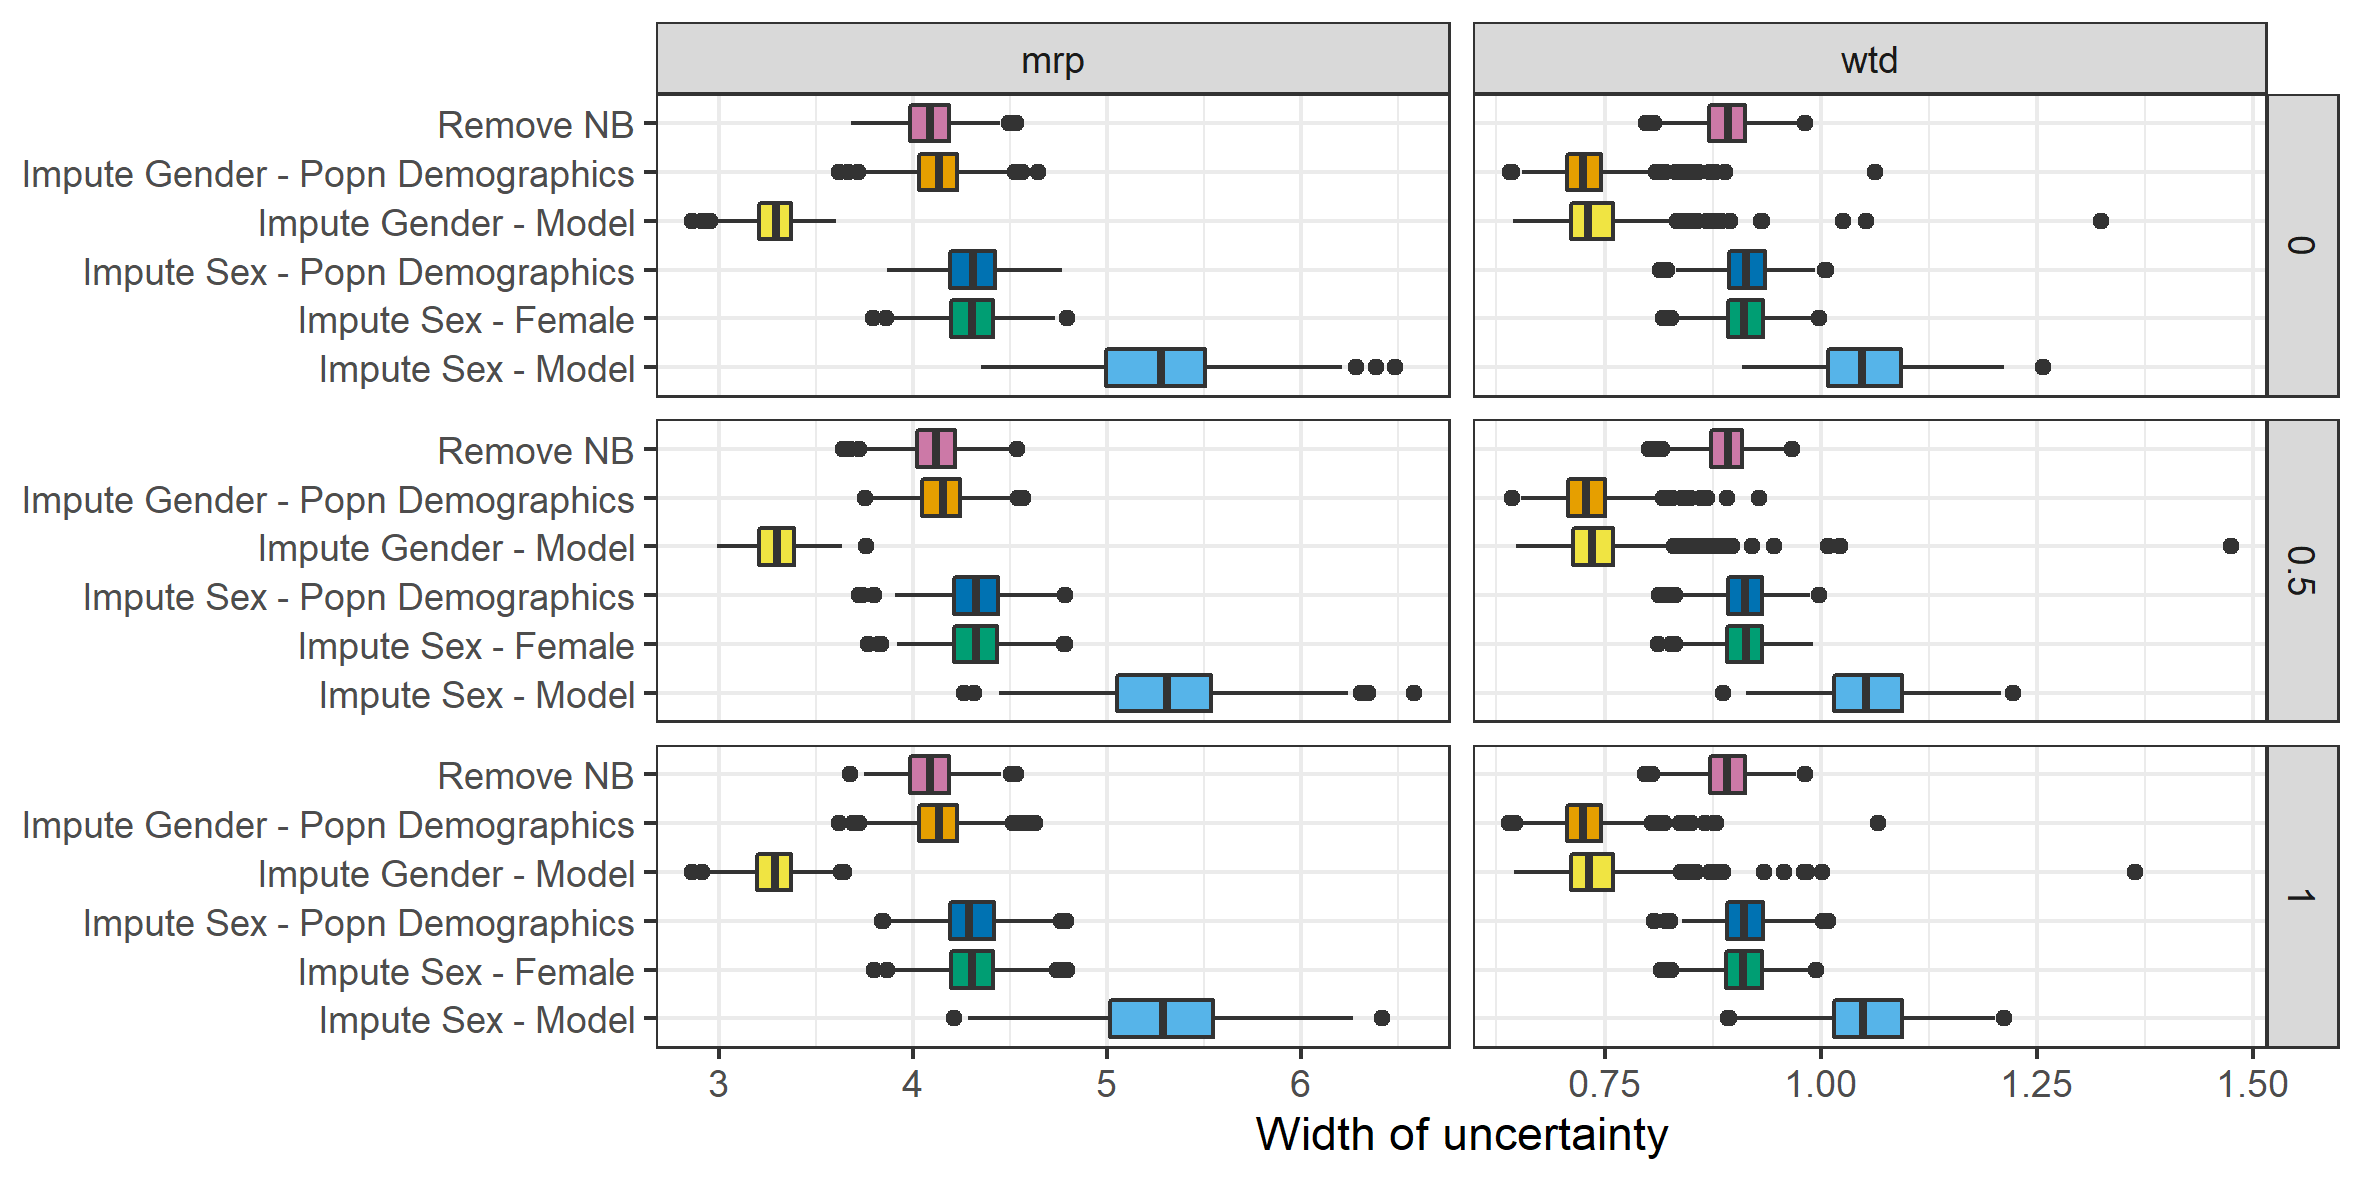 mrp
wtd
Remove NB
Impute Gender - Popn Demographics
Impute Gender - Model
Impute Sex - Popn Demographics
Impute Sex - Female
Impute Sex - Model
0
Remove NB
Impute Gender - Popn Demographics
Impute Gender - Model
Impute Sex - Popn Demographics
Impute Sex - Female
Impute Sex - Model
0.5
Remove NB
Impute Gender - Popn Demographics
Impute Gender - Model
Impute Sex - Popn Demographics
Impute Sex - Female
Impute Sex - Model
1
3 4 5 6
0.75 1.00 1.25 1.50
Width of uncertainty